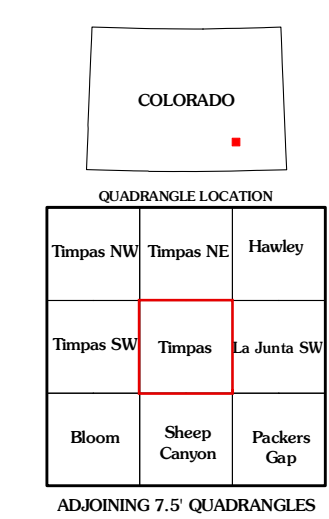 COLORADO
QUADRANGLE LOCATION
Timpas NW Timpas NE Hawley
Timpas SW Timpas La Junta SW
Bloom Sheep Canyon Packers Gap
ADJOINING 7.5' QUADRANGLES